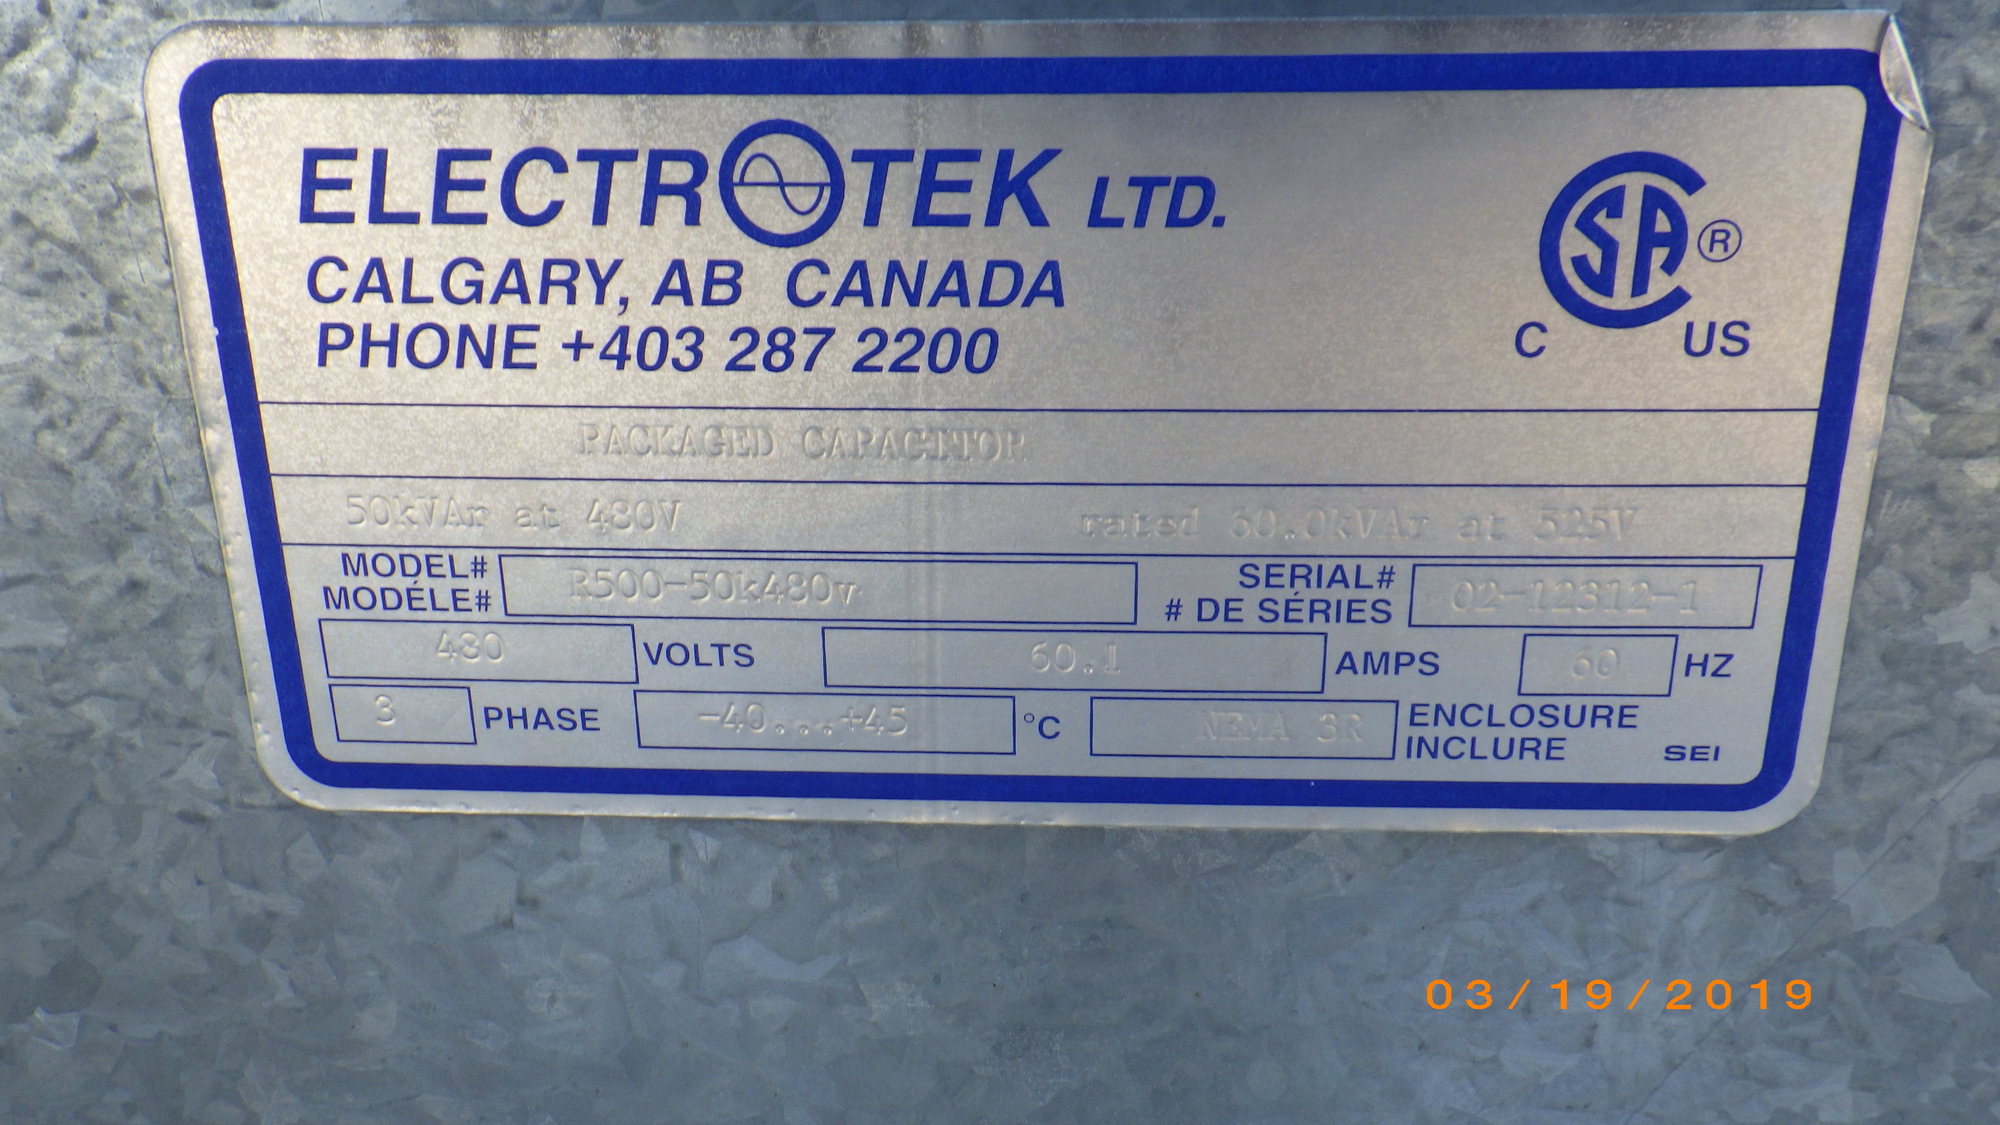 ELECTROTEK LTD.
CALGARY, AB CANADA
PHONE +403 287 2200
CSA ®
C US
PACKAGED CAPACITOR
50kVAr at 480V rated 60.0kVAr at 525V
MODEL# R500-50k480v SERIAL# 02-12312-1
MODÉLE# # DE SÉRIES
480 VOLTS 60.1 AMPS 60 HZ
3 PHASE -40...+45 °C NEMA 3R ENCLOSURE
INCLURE SEI
03/19/2019